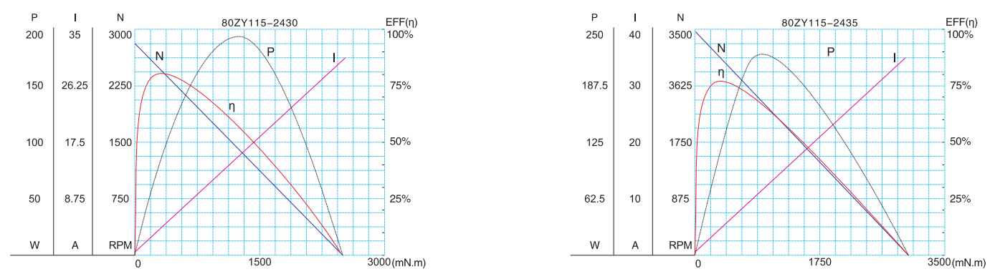 P I N 80ZY115-2430 EFF(η)
200 35 3000 100%
N P I
150 26.25 2250 75%
η
100 17.5 1500 50%
50 8.75 750 25%
W A RPM
0 1500 3000 (mN.m)
P I N 80ZY115-2435 EFF(η)
250 40 3500 100%
N P I
η
187.5 30 3625 75%
125 20 1750 50%
62.5 10 875 25%
W A RPM
0 1750 3500 (mN.m)